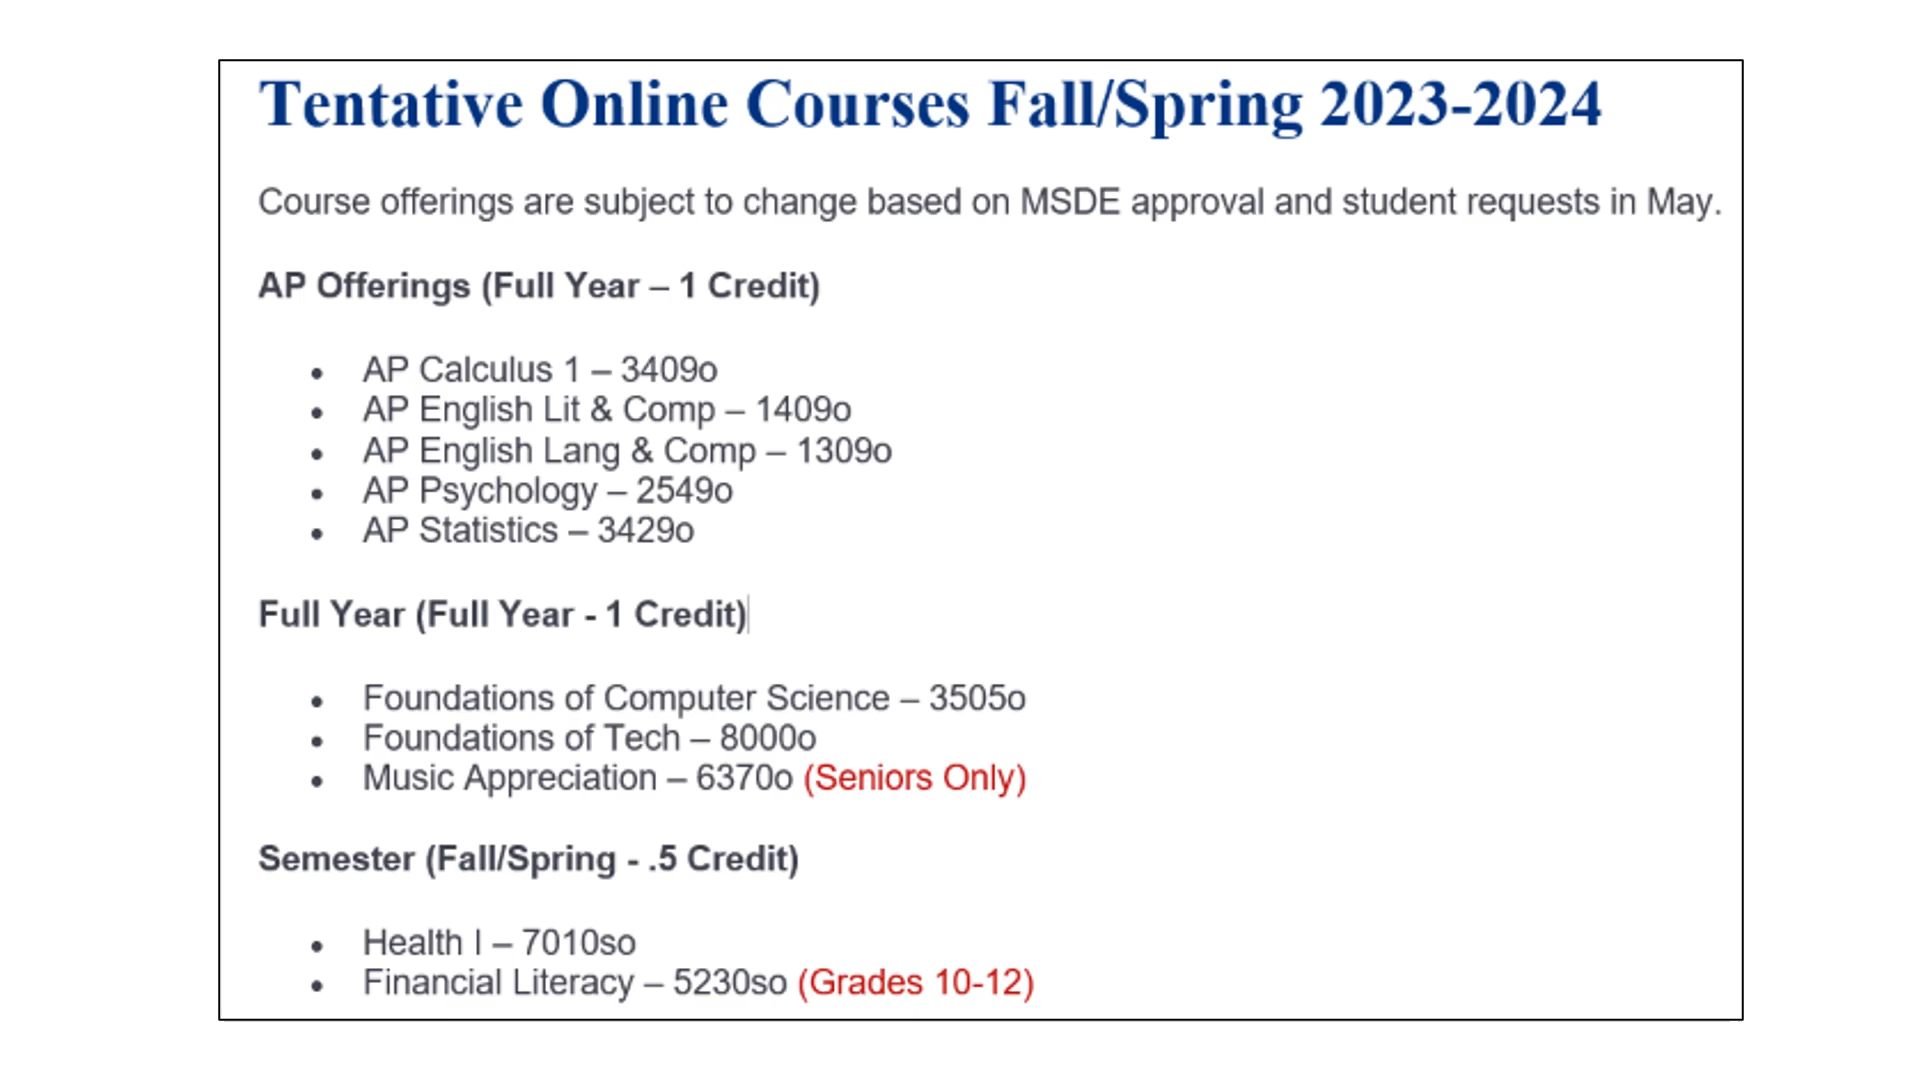 Tentative Online Courses Fall/Spring 2023-2024
Course offerings are subject to change based on MSDE approval and student requests in May.
AP Offerings (Full Year – 1 Credit)
• AP Calculus 1 – 3409o
• AP English Lit & Comp – 1409o
• AP English Lang & Comp – 1309o
• AP Psychology – 2549o
• AP Statistics – 3429o
Full Year (Full Year - 1 Credit)
• Foundations of Computer Science – 3505o
• Foundations of Tech – 8000o
• Music Appreciation – 6370o (Seniors Only)
Semester (Fall/Spring - .5 Credit)
• Health I – 7010so
• Financial Literacy – 5230so (Grades 10-12)